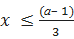 x ≤ (a- 1)/3